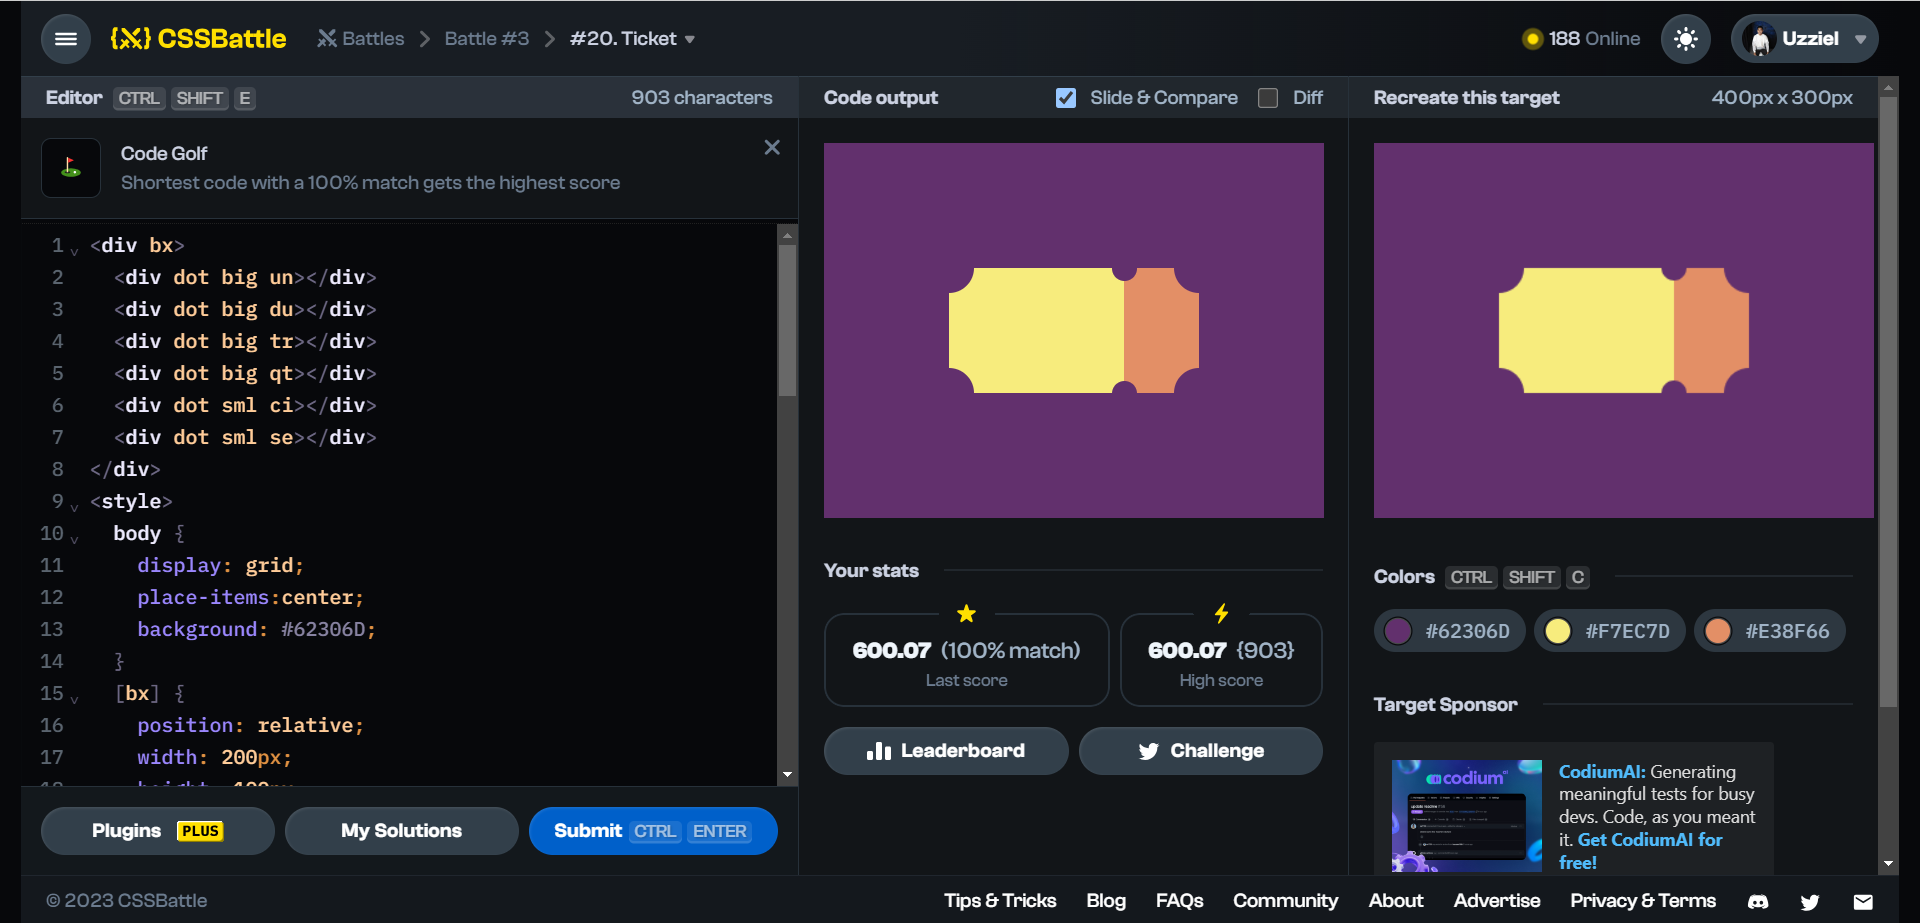 {X} CSSBattle
Battles > Battle #3 > #20. Ticket
188 Online
Uzziel
Editor CTRL SHIFT E
903 characters
Code Golf
Shortest code with a 100% match gets the highest score
1 <div bx>
2 <div dot big un></div>
3 <div dot big du></div>
4 <div dot big tr></div>
5 <div dot big qt></div>
6 <div dot sml ci></div>
7 <div dot sml se></div>
8 </div>
9 <style>
10 body {
11 display: grid;
12 place-items:center;
13 background: #62306D;
14 }
15 [bx] {
16 position: relative;
17 width: 200px;
Plugins PLUS
My Solutions
Submit CTRL ENTER
Code output
Slide & Compare
Diff
Your stats
600.07 (100% match)
Last score
600.07 {903}
High score
Leaderboard
Challenge
Recreate this target
400px x 300px
Colors CTRL SHIFT C
#62306D
#F7EC7D
#E38F66
Target Sponsor
codium
CodiumAI: Generating
meaningful tests for busy
devs. Code, as you meant
it. Get CodiumAI for
free!
© 2023 CSSBattle
Tips & Tricks
Blog
FAQs
Community
About
Advertise
Privacy & Terms